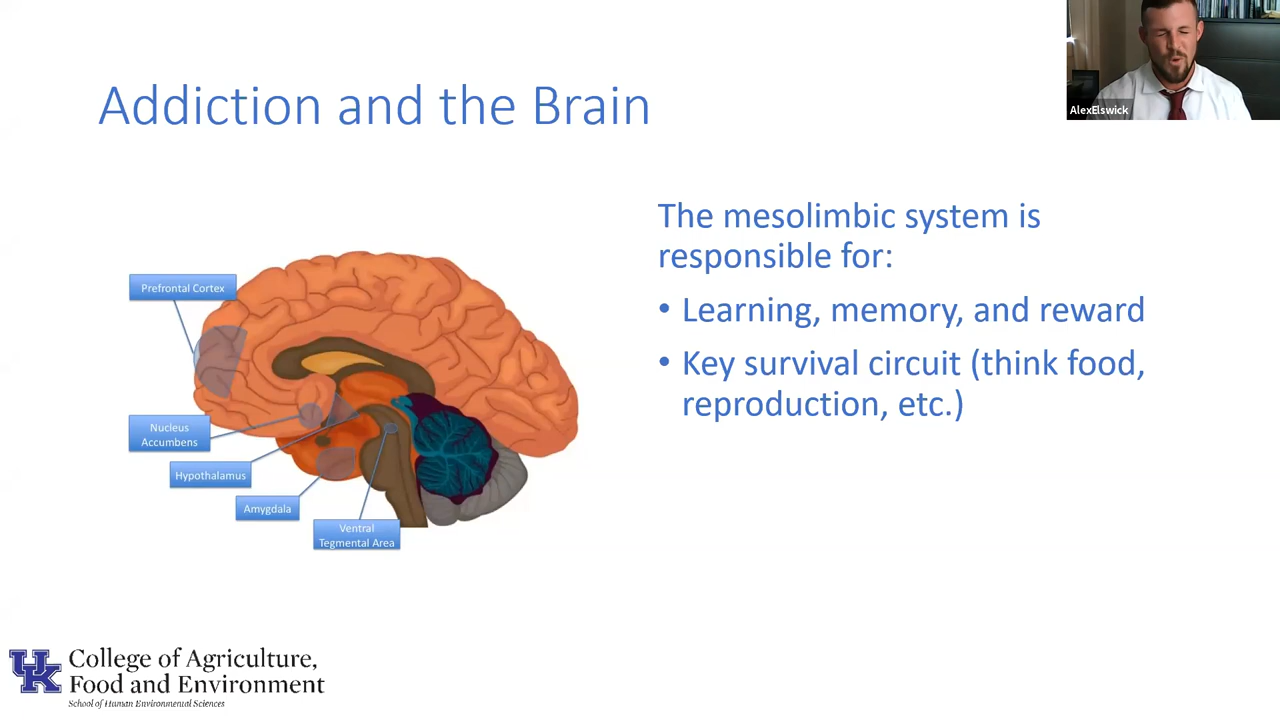 AlexElswick
Addiction and the Brain
The mesolimbic system is
responsible for:
• Learning, memory, and reward
• Key survival circuit (think food,
reproduction, etc.)
Prefrontal Cortex
Nucleus
Accumbens
Hypothalamus
Amygdala
Ventral
Tegmental Area
UK
College of Agriculture,
Food and Environment
School of Human Environmental Sciences